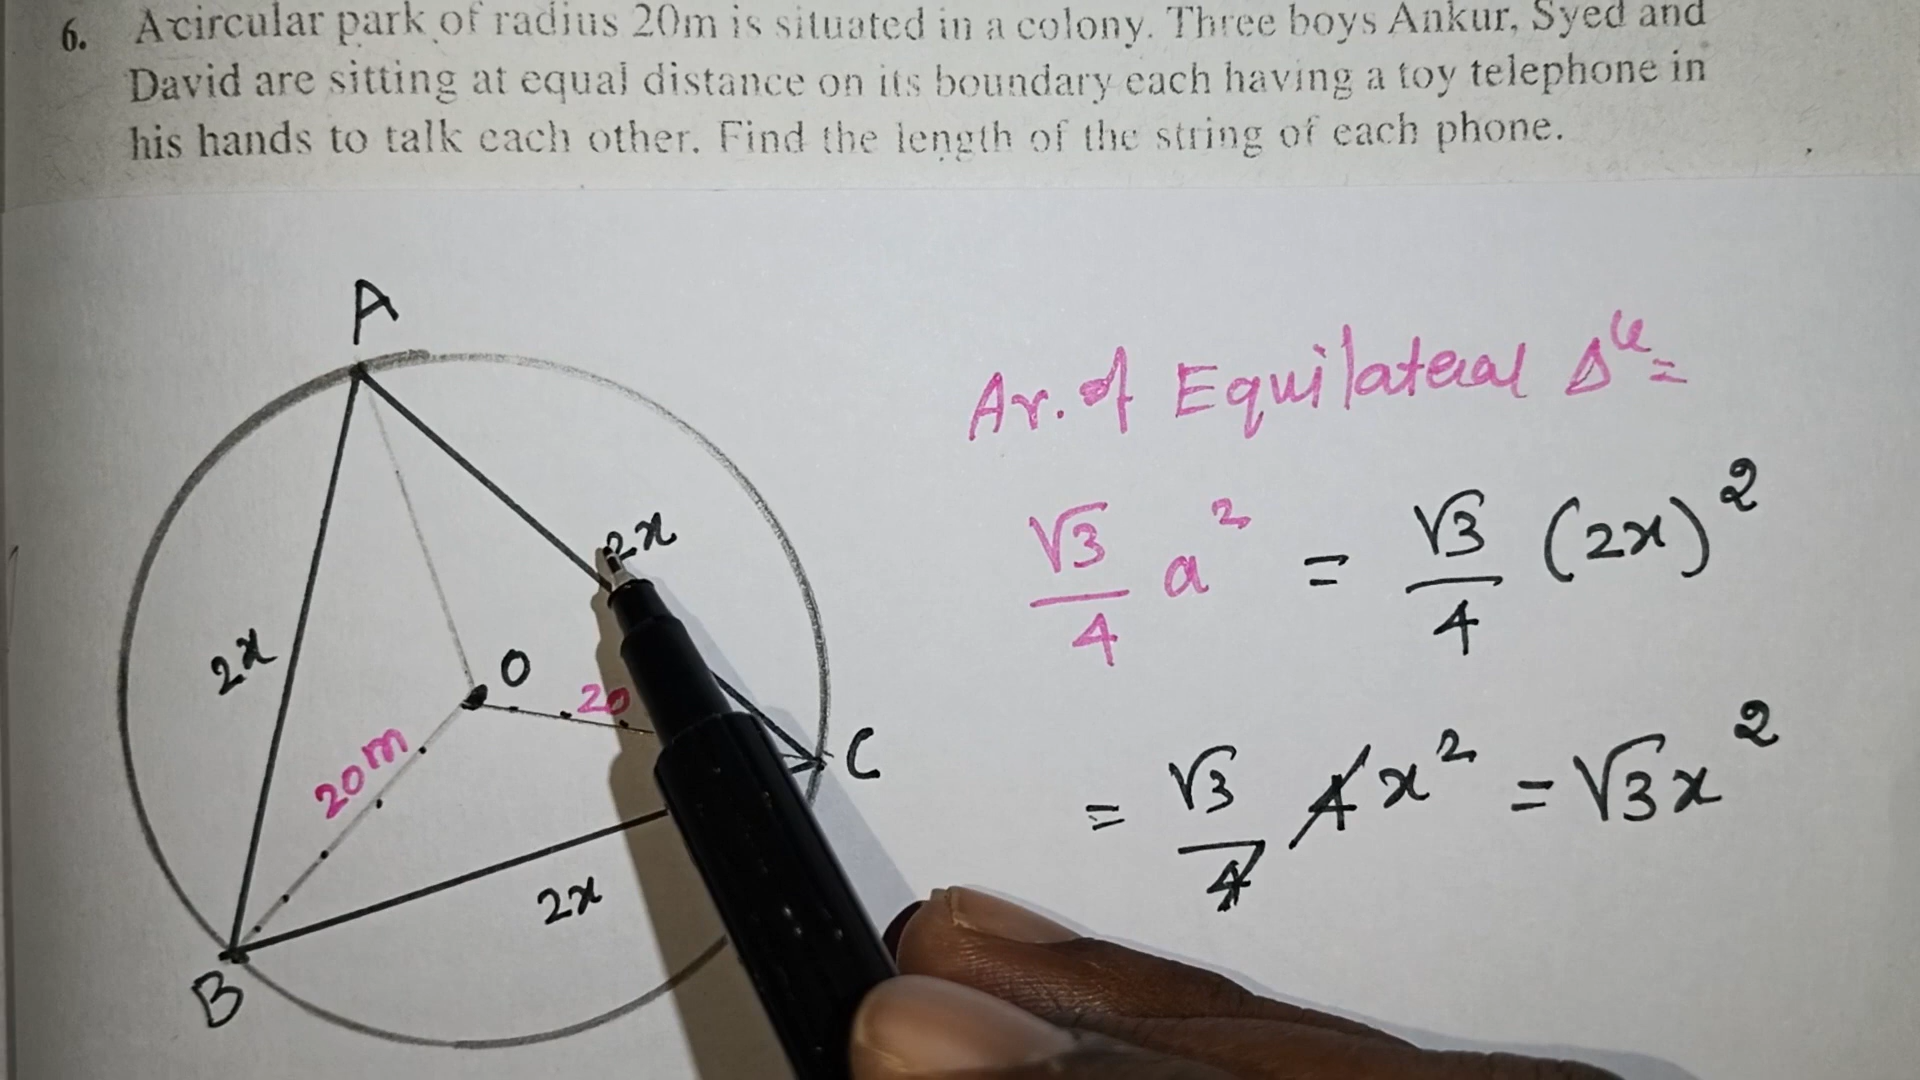 6. A circular park of radius 20m is situated in a colony. Three boys Ankur, Syed and
David are sitting at equal distance on its boundary each having a toy telephone in
his hands to talk each other. Find the length of the string of each phone.
A
2x
2x
O
20
20m
C
2x
B
Ar. of Equilateral Δle =
√3/4 a² = √3/4 (2x)²
= √3/4 4x² = √3x²